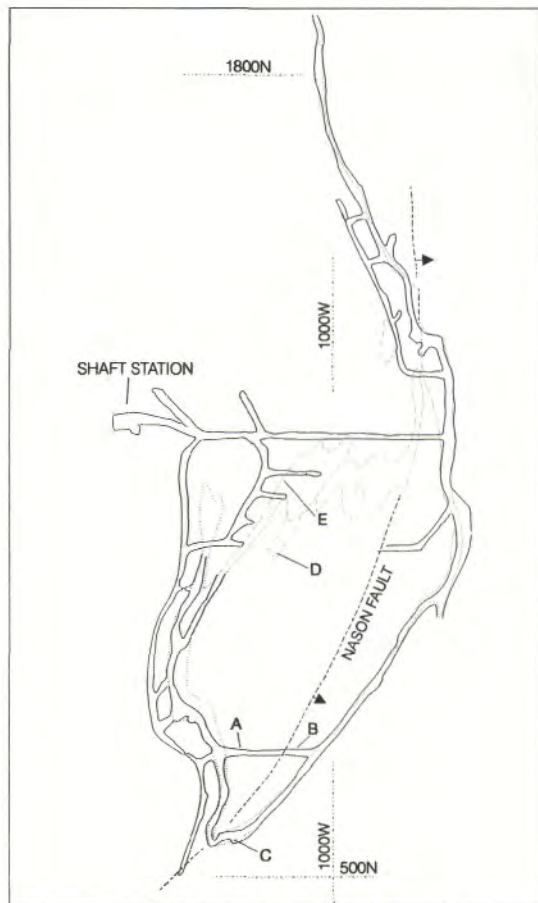 1800N
1000W
SHAFT STATION
E
D
NASON FAULT
A
B
1000W
C
500N